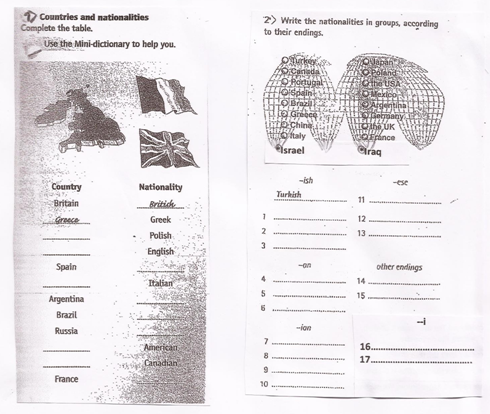 1 Countries and nationalities
Complete the table.
Use the Mini-dictionary to help you.
Country Nationality
Britain British
Greece Greek
Polish
English
Spain
Italian
Argentina
Brazil
Russia
American
Canadian
France
2 Write the nationalities in groups, according
to their endings.
Turkey
Canada
Portugal
Spain
Brazil
Greece
China
Italy
Israel
Japan
Poland
the USA
Mexico
Argentina
Germany
the UK
France
Iraq
-ish
Turkish
1
2
3
-an
4
5
6
-ian
7
8
9
10
-ese
11
12
13
other endings
14
15
--i
16
17